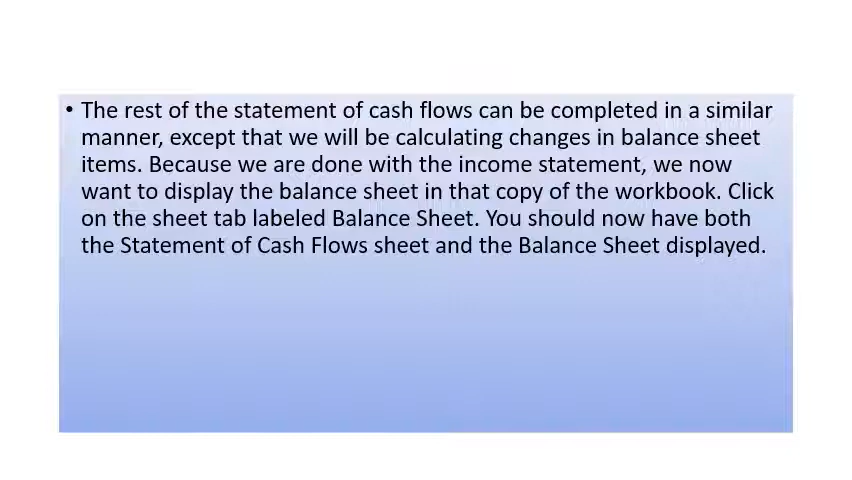 • The rest of the statement of cash flows can be completed in a similar
manner, except that we will be calculating changes in balance sheet
items. Because we are done with the income statement, we now
want to display the balance sheet in that copy of the workbook. Click
on the sheet tab labeled Balance Sheet. You should now have both
the Statement of Cash Flows sheet and the Balance Sheet displayed.